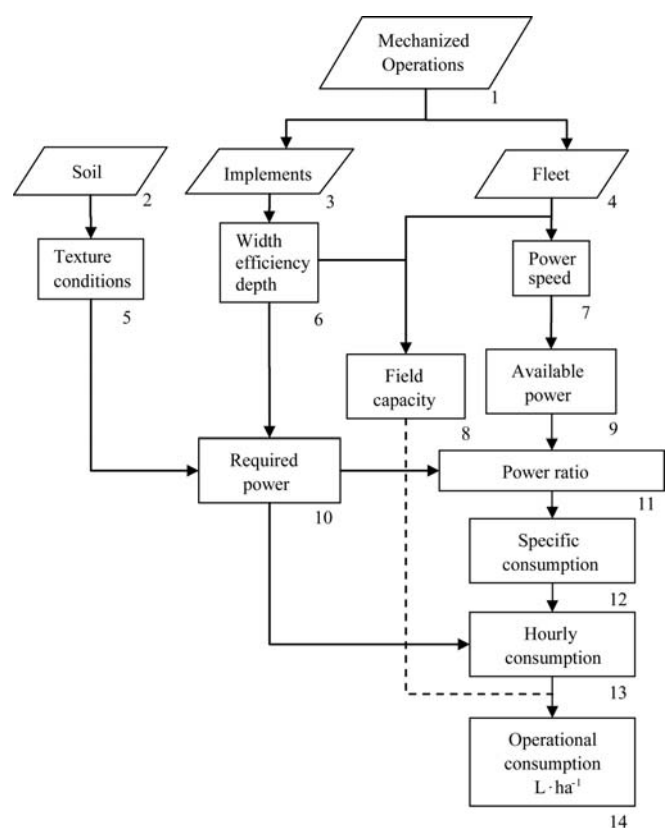 Mechanized
Operations
1
Soil
2
Implements
3
Fleet
4
Texture
conditions
5
Width
efficiency
depth
6
Power
speed
7
Field
capacity
8
Available
power
9
Required
power
10
Power ratio
11
Specific
consumption
12
Hourly
consumption
13
Operational
consumption
L·ha⁻¹
14